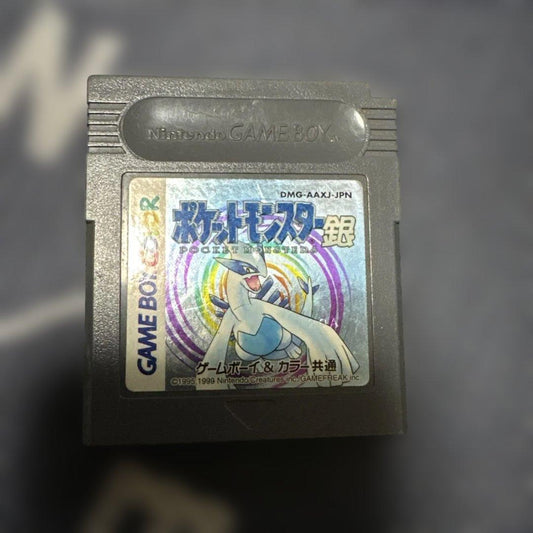 Nintendo GAME BOY
TM
DMG-AAXJ-JPN
ポケットモンスター銀
POCKET MONSTERS
GAME BOY COLOR
ゲームボーイ & カラー共通
©1995,1999 Nintendo Creatures, inc. GAMEFREAK inc.